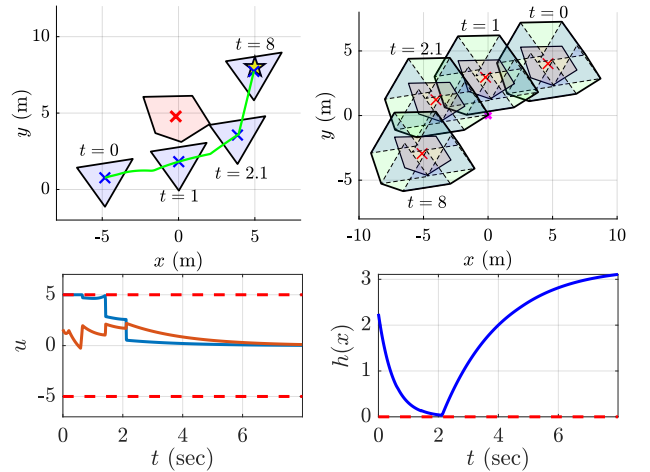 10
5
0
y (m)
-5 0 5
x (m)
t = 0
t = 1
t = 2.1
t = 8
5
0
-5
y (m)
-10 -5 0 5 10
x (m)
t = 2.1
t = 1
t = 0
t = 8
5
0
-5
u
0 2 4 6
t (sec)
3
2
1
0
h(x)
0 2 4 6
t (sec)